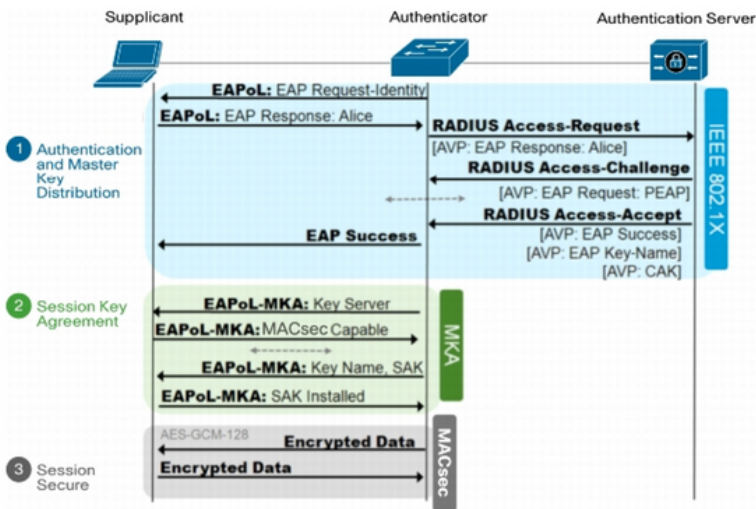 Supplicant
Authenticator
Authentication Server
EAPoL: EAP Request-Identity
EAPoL: EAP Response: Alice
RADIUS Access-Request
[AVP: EAP Response: Alice]
RADIUS Access-Challenge
[AVP: EAP Request: PEAP]
RADIUS Access-Accept
EAP Success
[AVP: EAP Success]
[AVP: EAP Key-Name]
[AVP: CAK]
IEEE 802.1X
1 Authentication
and Master
Key
Distribution
2 Session Key
Agreement
EAPoL-MKA: Key Server
EAPoL-MKA: MACsec Capable
EAPoL-MKA: Key Name, SAK
EAPoL-MKA: SAK Installed
MKA
3 Session
Secure
AES-GCM-128
Encrypted Data
Encrypted Data
MACsec